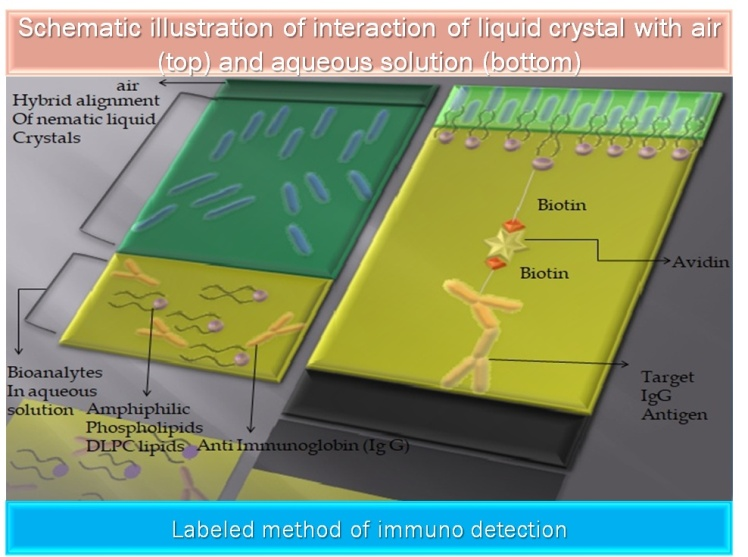 Schematic illustration of interaction of liquid crystal with air
(top) and aqueous solution (bottom)
air
Hybrid alignment
Of nematic liquid
Crystals
Biotin
Avidin
Biotin
Bioanalytes
In aqueous
solution
Amphiphilic
Phospholipids
DLPC lipids
Anti Immunoglobin (Ig G)
Target
IgG
Antigen
Labeled method of immuno detection